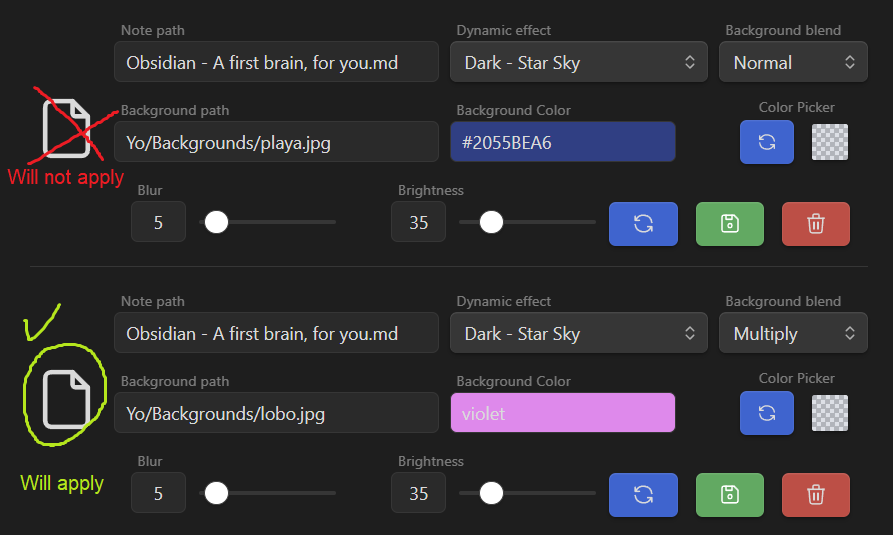 Note path Dynamic effect Background blend
Obsidian - A first brain, for you.md Dark - Star Sky Normal
Background path Background Color Color Picker
Yo/Backgrounds/playa.jpg #2055BEA6
Will not apply
Blur Brightness
5 35
Note path Dynamic effect Background blend
Obsidian - A first brain, for you.md Dark - Star Sky Multiply
Background path Background Color Color Picker
Yo/Backgrounds/lobo.jpg violet
Blur Brightness
Will apply
5 35